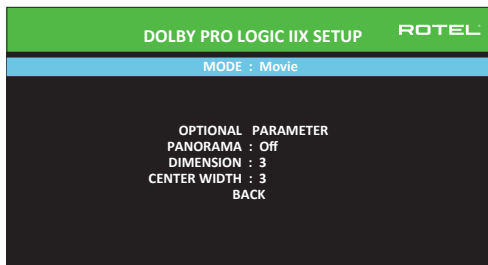 DOLBY PRO LOGIC IIX SETUP
ROTEL
MODE : Movie
OPTIONAL PARAMETER
PANORAMA : Off
DIMENSION : 3
CENTER WIDTH : 3
BACK